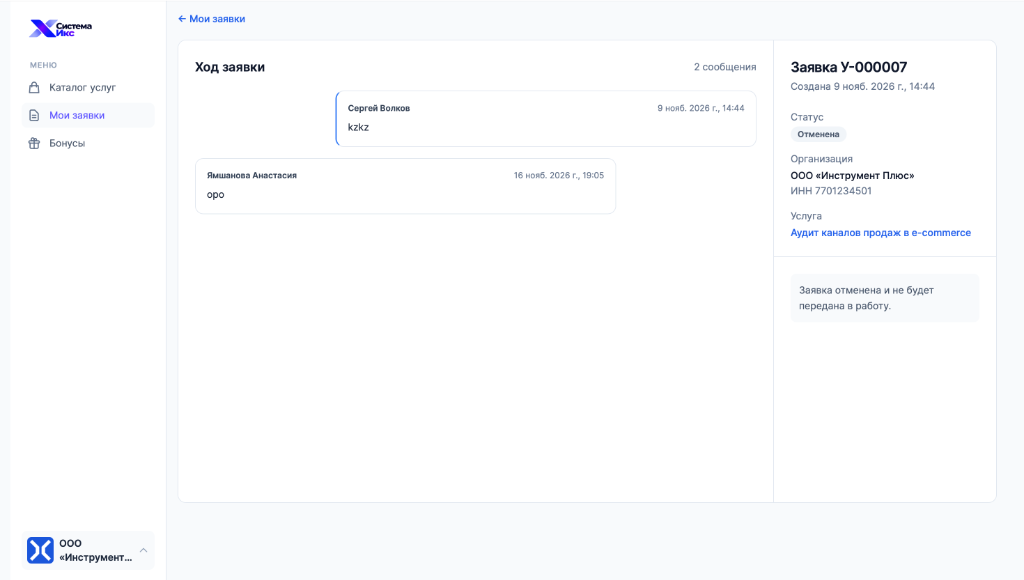 Система
Икс
МЕНЮ
Каталог услуг
Мои заявки
Бонусы
ООО
«Инструмент...
← Мои заявки
Ход заявки
2 сообщения
Сергей Волков
9 нояб. 2026 г., 14:44
kzkz
Ямшанова Анастасия
16 нояб. 2026 г., 19:05
оро
Заявка У-000007
Создана 9 нояб. 2026 г., 14:44
Статус
Отменена
Организация
ООО «Инструмент Плюс»
ИНН 7701234501
Услуга
Аудит каналов продаж в e-commerce
Заявка отменена и не будет
передана в работу.